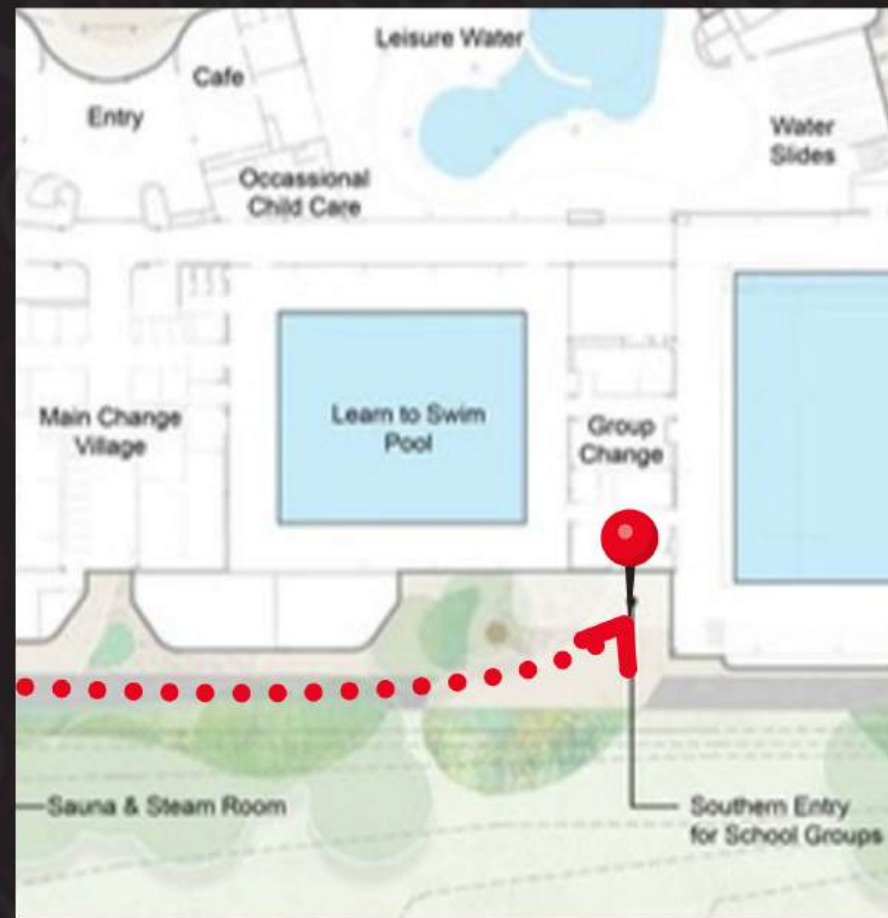 Leisure Water
Cafe
Entry
Water
Slides
Occassional
Child Care
Main Change
Village
Learn to Swim
Pool
Group
Change
Sauna & Steam Room
Southern Entry
for School Groups